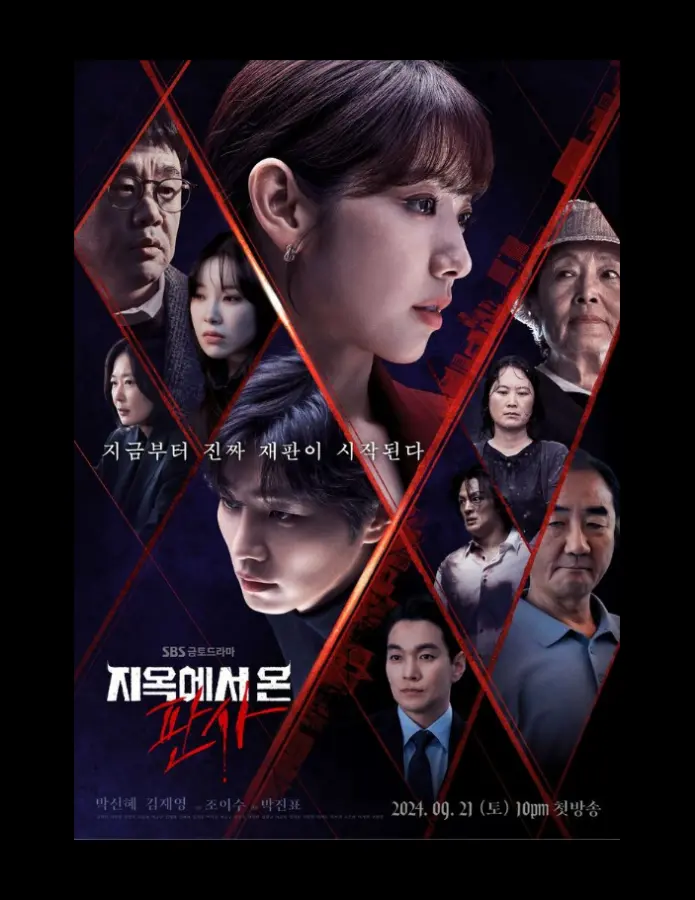 지금부터 진짜 재판이 시작된다
SBS 금토드라마
지옥에서 온
판사
박신혜 김재영 조이수 박진표
2024. 09. 21 (토) 10pm 첫방송